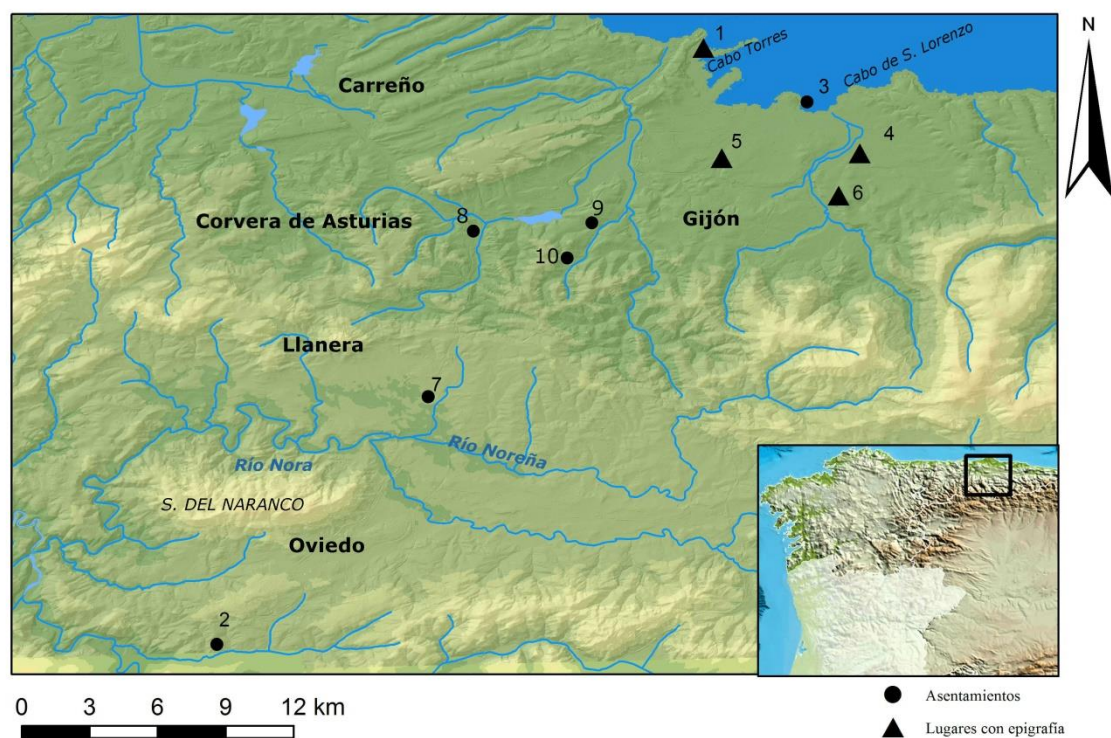 1
Cabo Torres
N
3
Cabo de S. Lorenzo
Carreño
5
4
6
Corvera de Asturias
8
9
Gijón
10
Llanera
7
Río Nora
Río Noreña
S. DEL NARANCO
Oviedo
2
0 3 6 9 12 km
Asentamientos
Lugares con epigrafía